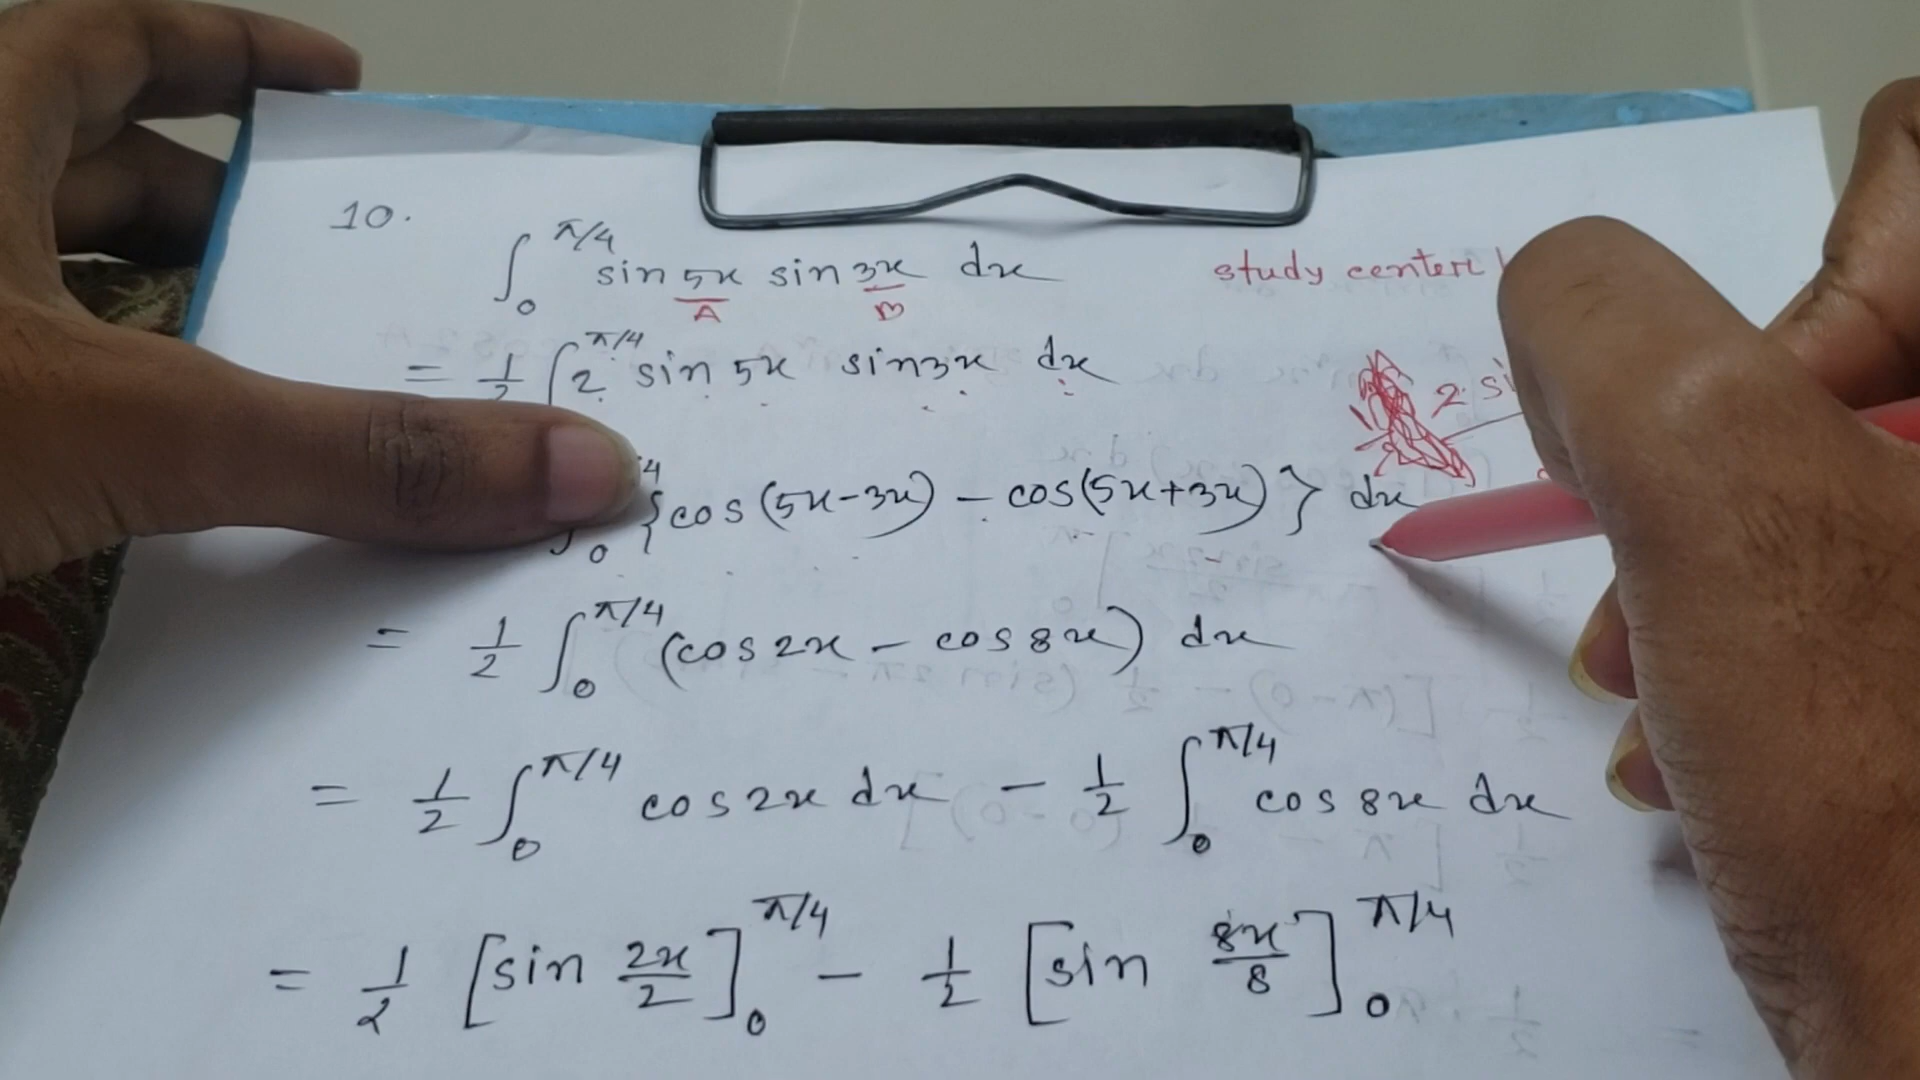 10.
∫₀^π/4 sin 5x sin 3x dx
A B
study center
= 1/2 ∫ π/4 2 sin 5x sin3x dx
2 si
∫₀ {cos (5x-3x) - cos(5x+3x)} dx
= 1/2 ∫₀^π/4 (cos 2x - cos 8x) dx
= 1/2 ∫₀^π/4 cos 2x dx - 1/2 ∫₀^π/4 cos 8x dx
= 1/2 [sin 2x/2]₀^π/4 - 1/2 [sin 8x/8]₀^π/4